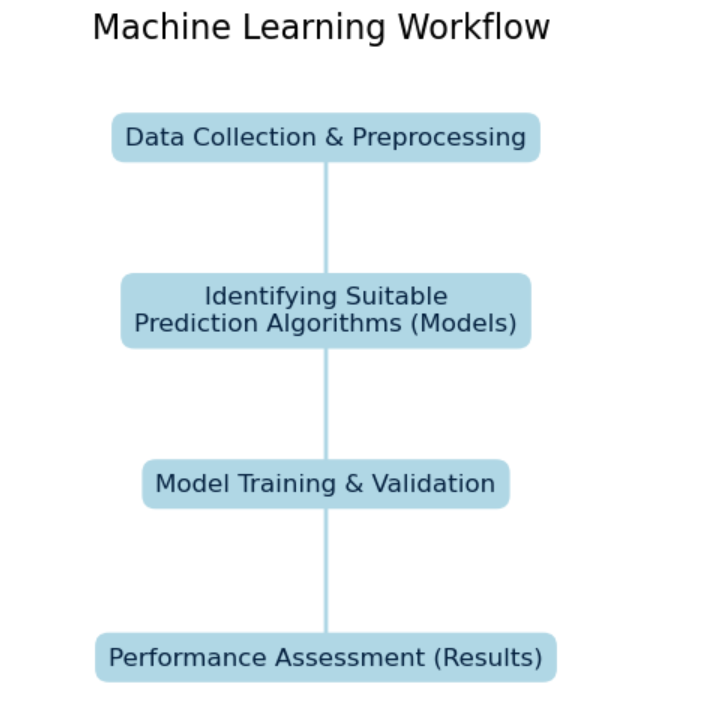 Machine Learning Workflow
Data Collection & Preprocessing
Identifying Suitable
Prediction Algorithms (Models)
Model Training & Validation
Performance Assessment (Results)